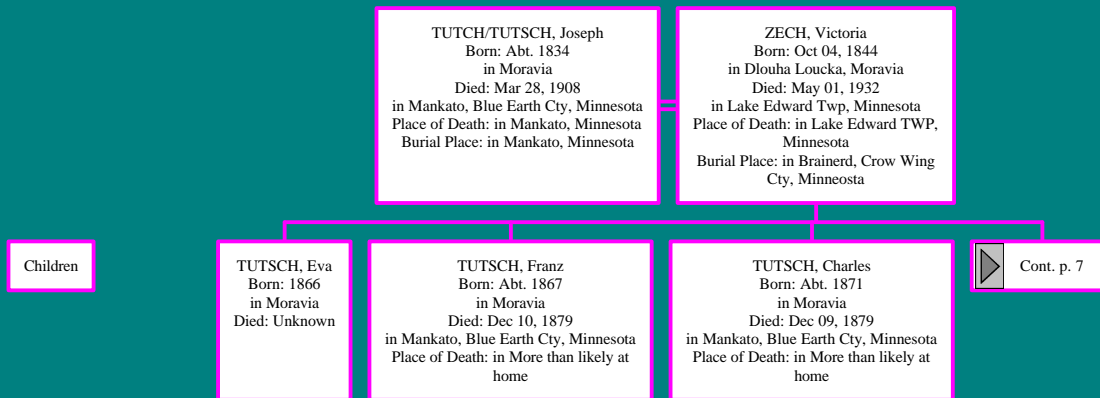 TUTCH/TUTSCH, Joseph
Born: Abt. 1834
in Moravia
Died: Mar 28, 1908
in Mankato, Blue Earth Cty, Minnesota
Place of Death: in Mankato, Minnesota
Burial Place: in Mankato, Minnesota
ZECH, Victoria
Born: Oct 04, 1844
in Dlouha Loucka, Moravia
Died: May 01, 1932
in Lake Edward Twp, Minnesota
Place of Death: in Lake Edward TWP,
Minnesota
Burial Place: in Brainerd, Crow Wing
Cty, Minneosta
Children
TUTSCH, Eva
Born: 1866
in Moravia
Died: Unknown
TUTSCH, Franz
Born: Abt. 1867
in Moravia
Died: Dec 10, 1879
in Mankato, Blue Earth Cty, Minnesota
Place of Death: in More than likely at
home
TUTSCH, Charles
Born: Abt. 1871
in Moravia
Died: Dec 09, 1879
in Mankato, Blue Earth Cty, Minnesota
Place of Death: in More than likely at
home
Cont. p. 7